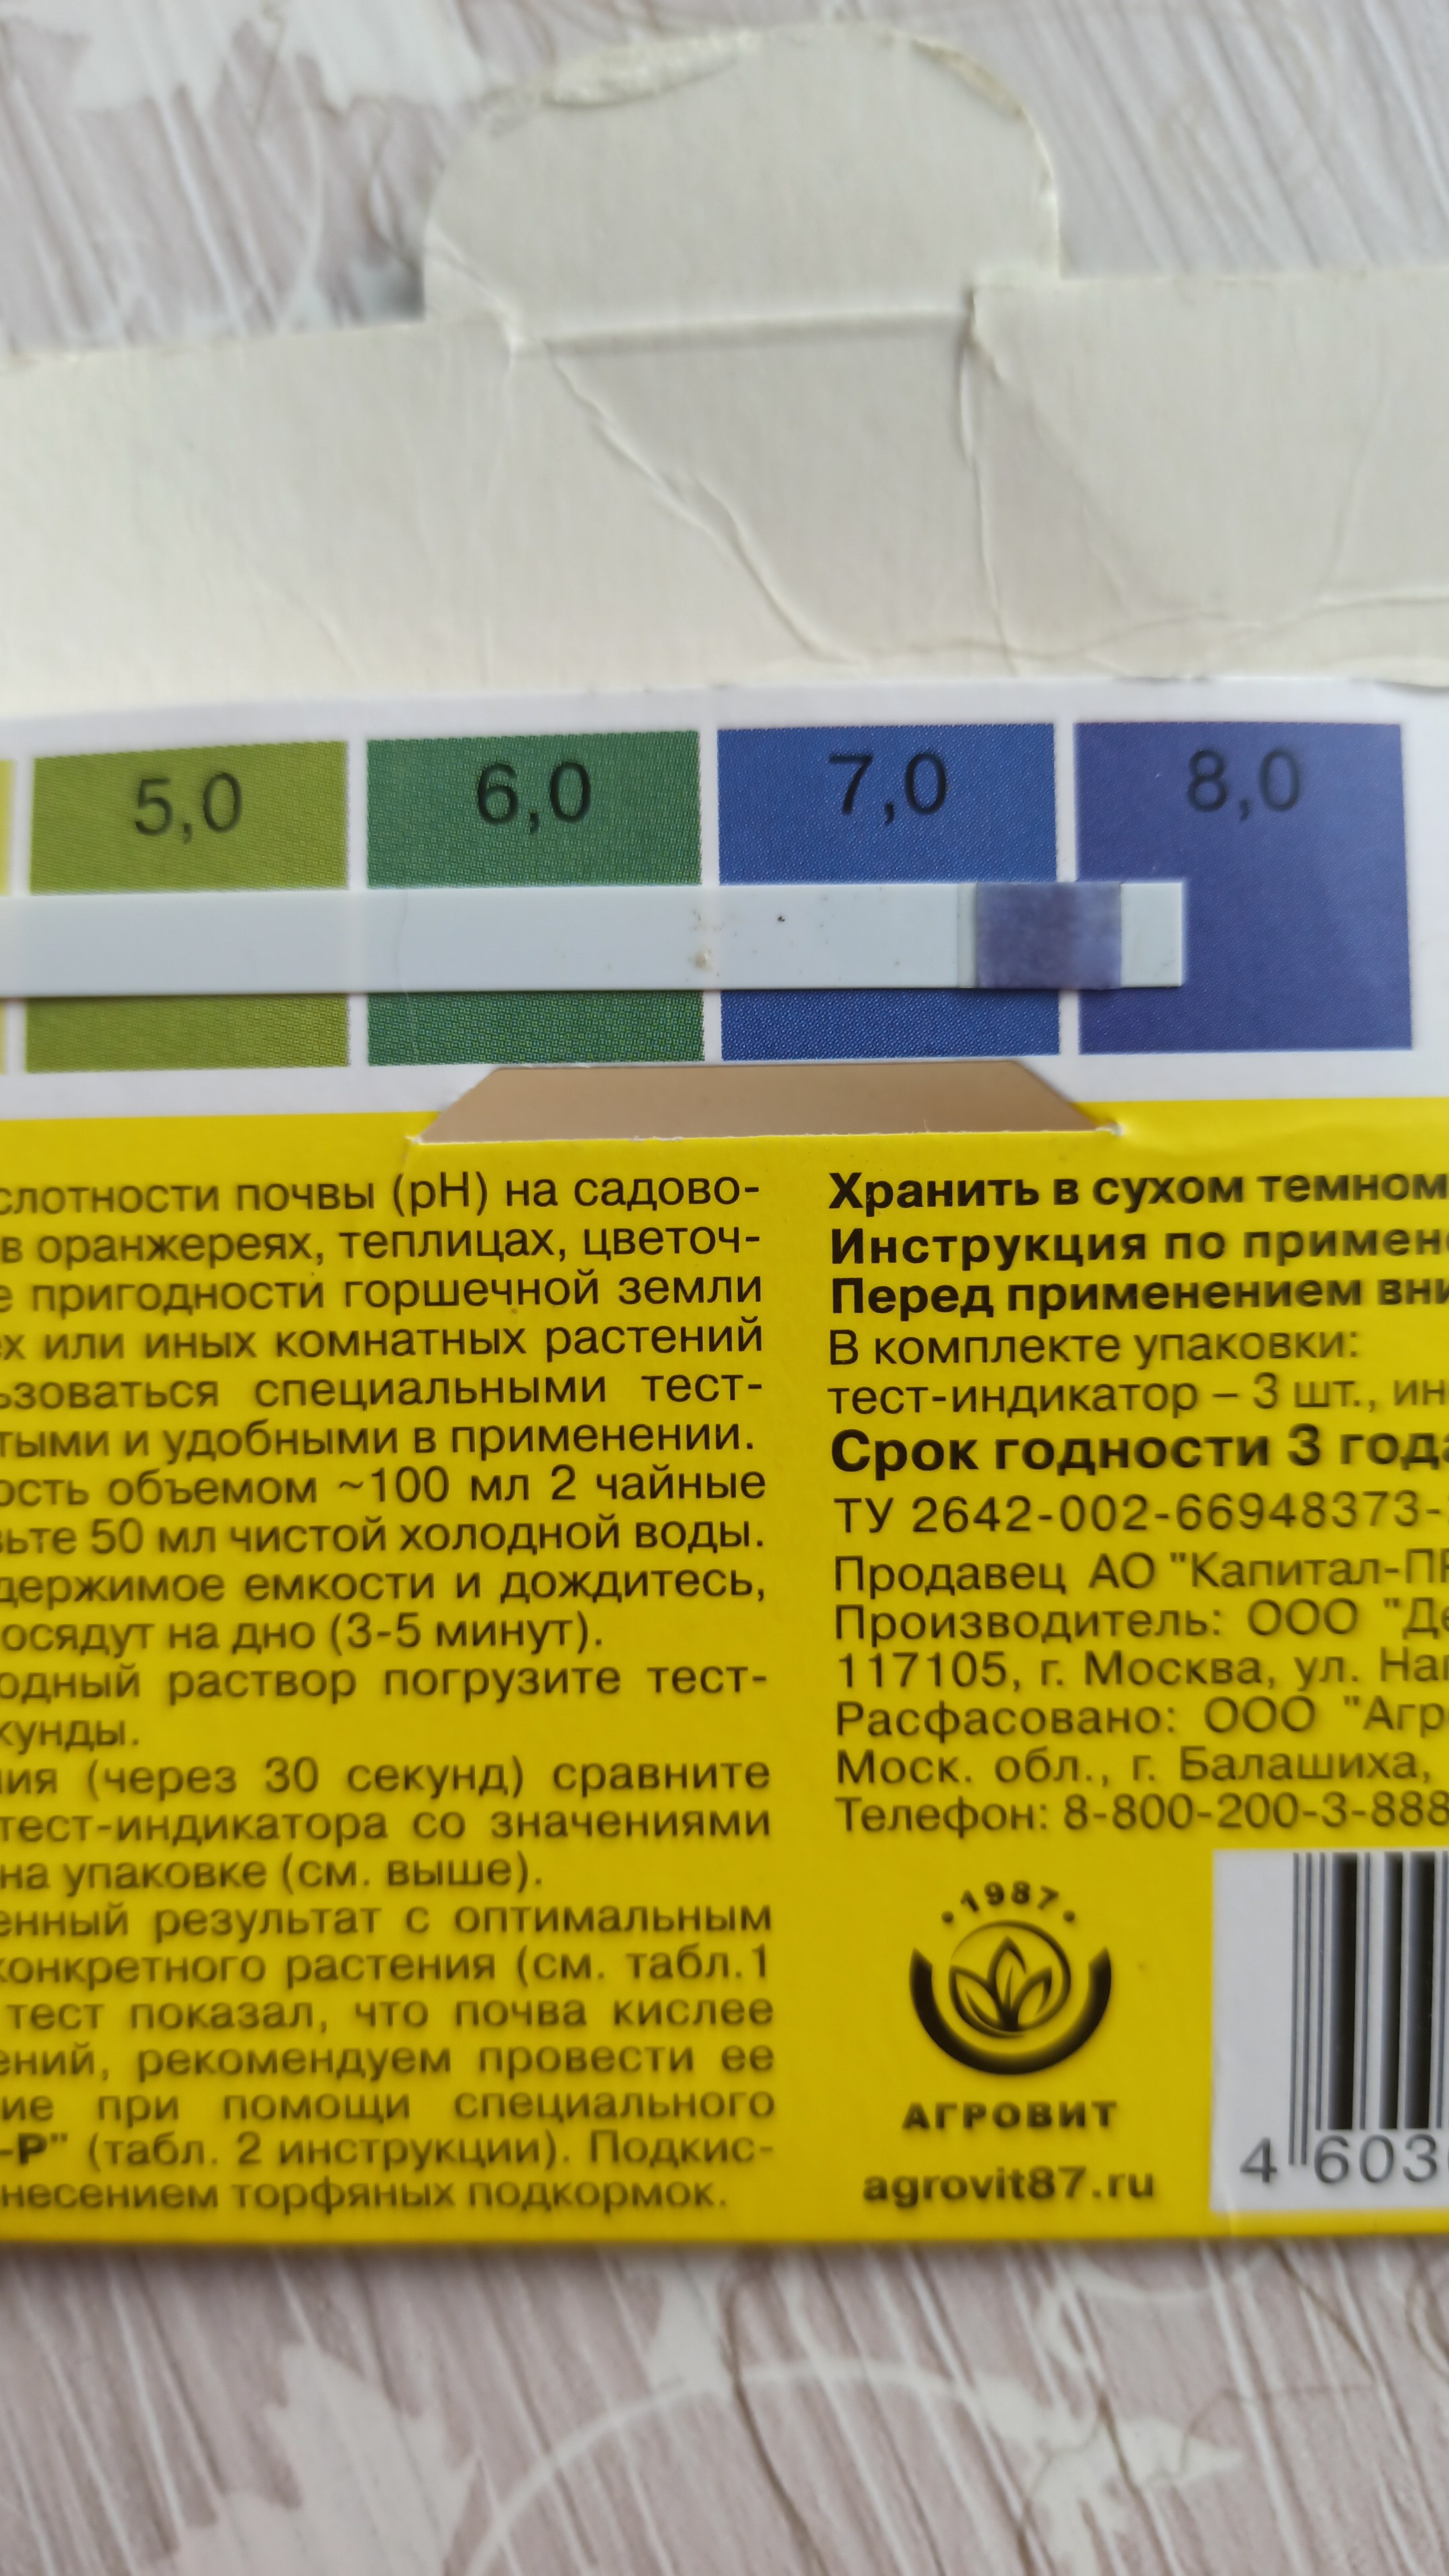 5,0 6,0 7,0 8,0
слотности почвы (pH) на садово-
в оранжереях, теплицах, цветоч-
е пригодности горшечной земли
ех или иных комнатных растений
ьзоваться специальными тест-
тыми и удобными в применении.
ость объемом ~100 мл 2 чайные
вьте 50 мл чистой холодной воды.
держимое емкости и дождитесь,
осядут на дно (3-5 минут).
одный раствор погрузите тест-
кунды.
ия (через 30 секунд) сравните
тест-индикатора со значениями
на упаковке (см. выше).
енный результат с оптимальным
конкретного растения (см. табл.1
тест показал, что почва кислее
ений, рекомендуем провести ее
ие при помощи специального
-Р" (табл. 2 инструкции). Подкис-
несением торфяных подкормок.
Хранить в сухом темном
Инструкция по примен
Перед применением вни
В комплекте упаковки:
тест-индикатор – 3 шт., ин
Срок годности 3 года
ТУ 2642-002-66948373-
Продавец АО "Капитал-ПР
Производитель: ООО "Де
117105, г. Москва, ул. Наг
Расфасовано: ООО "Агр
Моск. обл., г. Балашиха,
Телефон: 8-800-200-3-888
•1987•
АГРОВИТ
agrovit87.ru
4 603